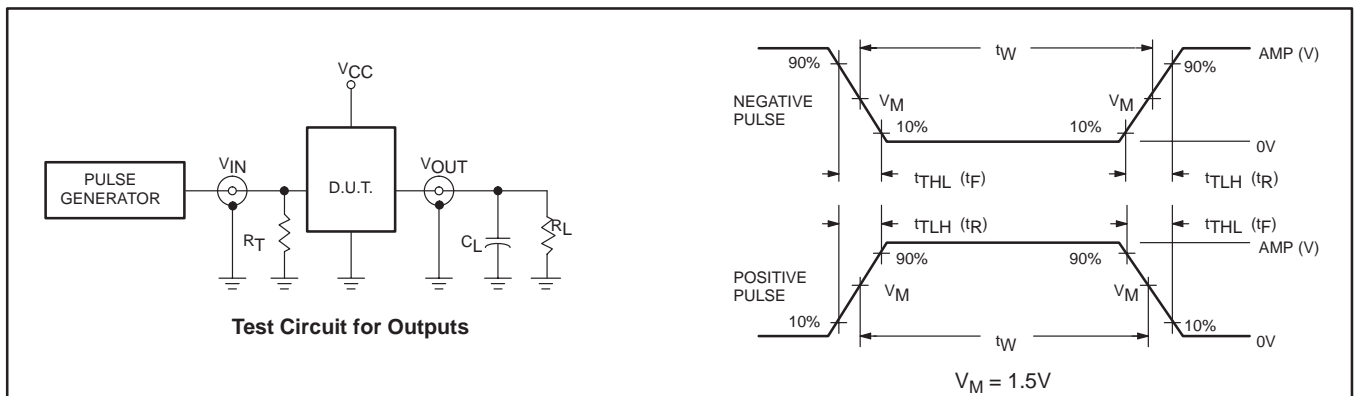 VCC
VIN
VOUT
PULSE
GENERATOR
D.U.T.
RT
CL
RL
Test Circuit for Outputs
tW
AMP (V)
90%
90%
NEGATIVE
PULSE
VM
VM
10%
10%
0V
tTHL (tF)
tTLH (tR)
tTLH (tR)
tTHL (tF)
AMP (V)
90%
90%
POSITIVE
PULSE
VM
VM
10%
10%
tW
0V
VM = 1.5V